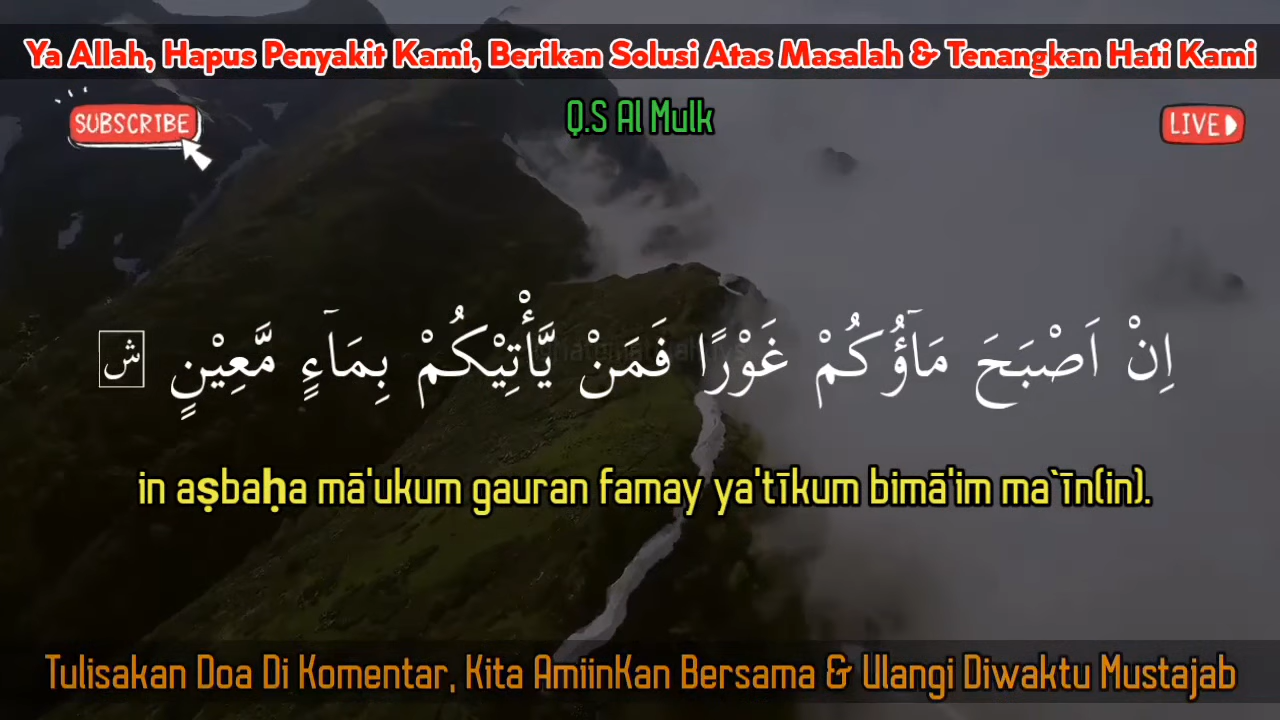 Ya Allah, Hapus Penyakit Kami, Berikan Solusi Atas Masalah & Tenangkan Hati Kami
SUBSCRIBE
Q.S Al Mulk
LIVE
اِنْ اَصْبَحَ مَاۤؤُكُمْ غَوْرًا فَمَنْ يَّأْتِيْكُمْ بِمَاۤءٍ مَّعِيْنٍ ࣖ
in aṣbaḥa mā'ukum gauran famay ya'tīkum bimā'im ma`īn(in).
Tulisakan Doa Di Komentar, Kita AmiinKan Bersama & Ulangi Diwaktu Mustajab